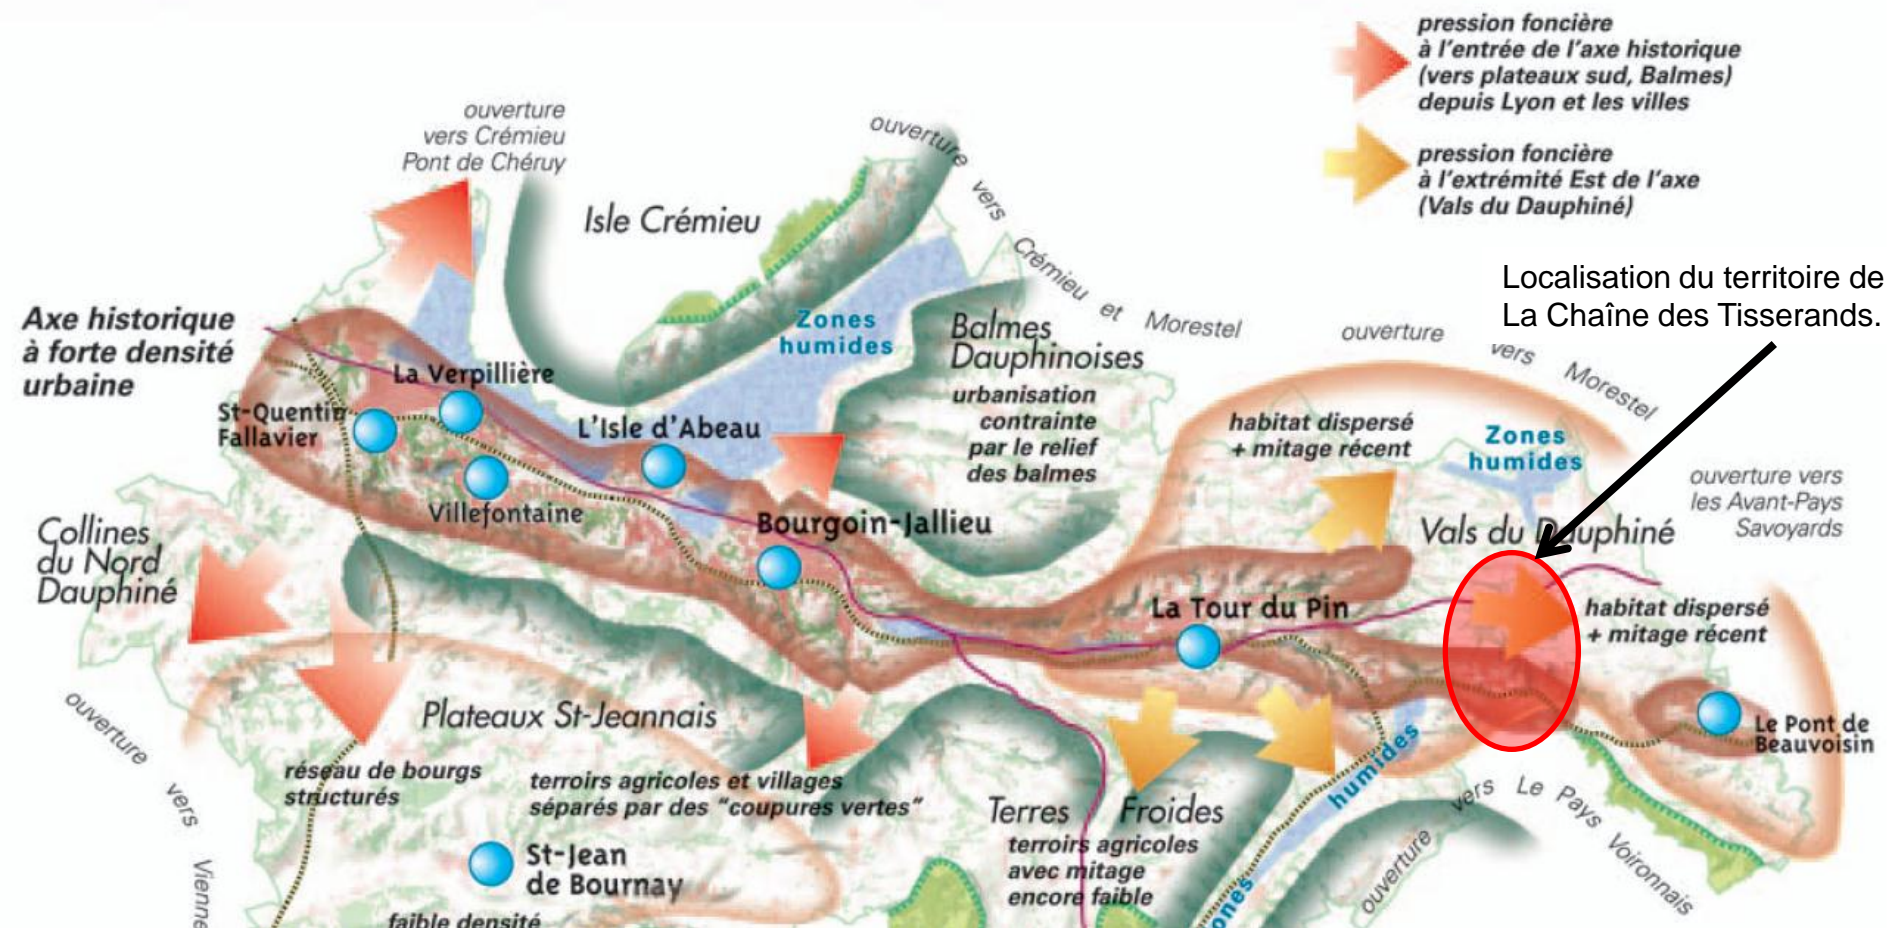 pression foncière
à l'entrée de l'axe historique
(vers plateaux sud, Balmes)
depuis Lyon et les villes
pression foncière
à l'extrémité Est de l'axe
(Vals du Dauphiné)
Localisation du territoire de
La Chaîne des Tisserands.
ouverture
vers Crémieu
Pont de Chéruy
ouverture vers Crémieu et Morestel
Isle Crémieu
Zones
humides
Balmes
Dauphinoises
urbanisation
contrainte
par le relief
des balmes
ouverture vers Morestel
Axe historique
à forte densité
urbaine
La Verpillière
St-Quentin
Fallavier
L'Isle d'Abeau
Villefontaine
Bourgoin-Jallieu
habitat dispersé
+ mitage récent
Zones
humides
ouverture vers
les Avant-Pays
Savoyards
Vals du Dauphiné
Collines
du Nord
Dauphiné
La Tour du Pin
habitat dispersé
+ mitage récent
Le Pont de
Beauvoisin
ouverture vers Vienne
Plateaux St-Jeannais
réseau de bourgs
structurés
terroirs agricoles et villages
séparés par des "coupures vertes"
Terres Froides
terroirs agricoles
avec mitage
encore faible
humides
ouverture vers Le Pays Voironnais
St-Jean
de Bournay
faible densité